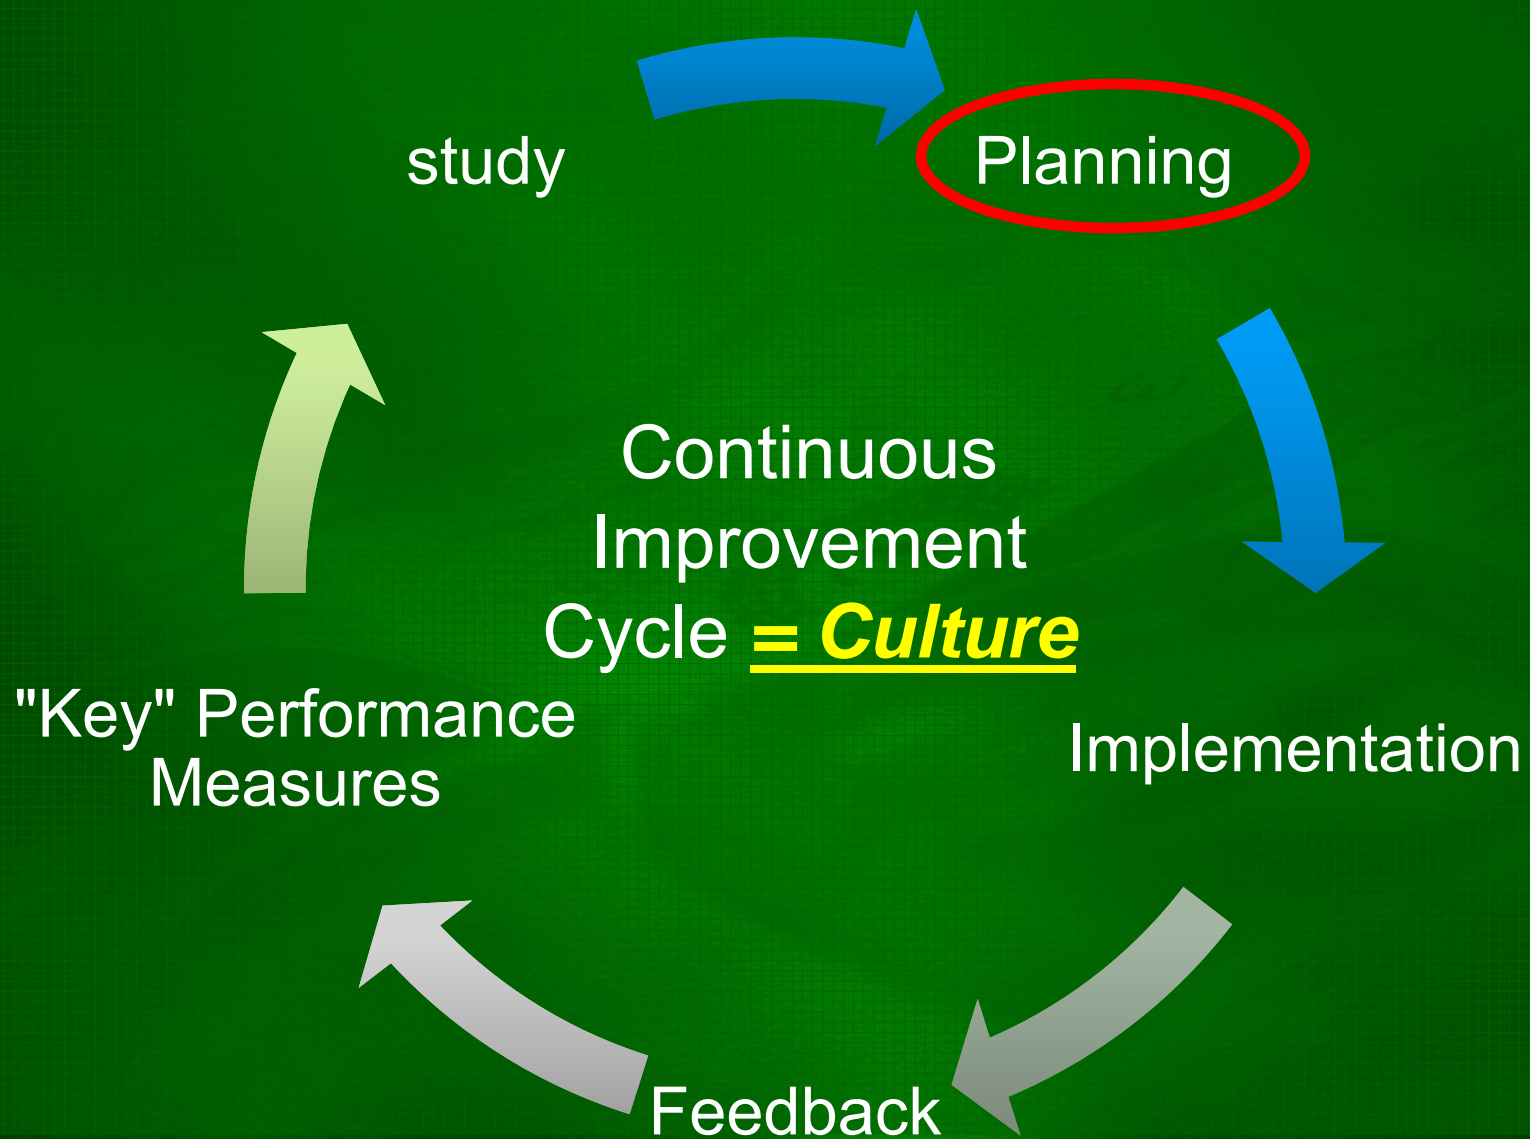 study
Planning
Continuous
Improvement
Cycle = Culture
"Key" Performance
Measures
Implementation
Feedback